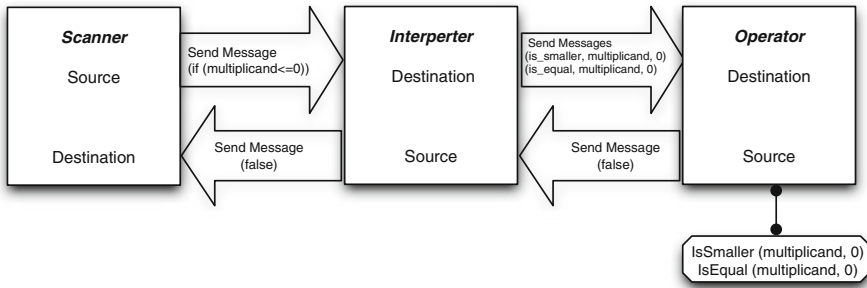 Scanner
Source
Destination
Send Message
(if (multiplicand<=0))
Send Message
(false)
Interperter
Destination
Source
Send Messages
(is_smaller, multiplicand, 0)
(is_equal, multiplicand, 0)
Send Message
(false)
Operator
Destination
Source
IsSmaller (multiplicand, 0)
IsEqual (multiplicand, 0)